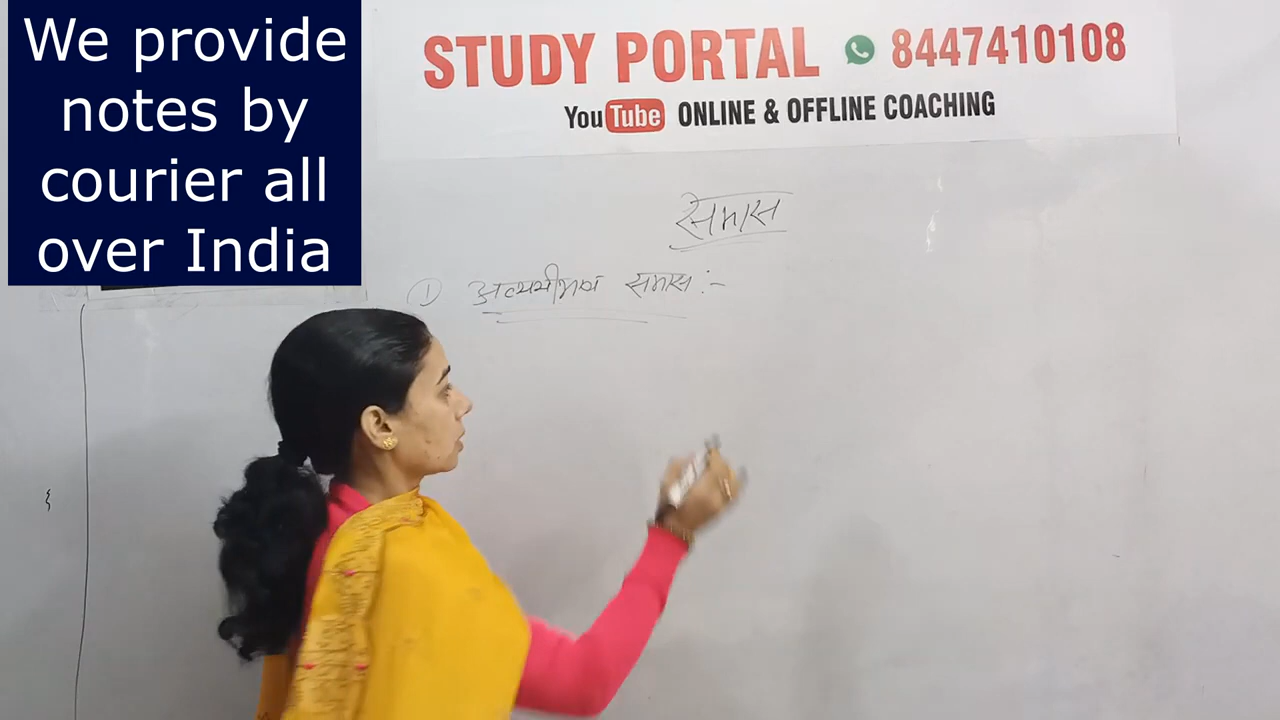 We provide
notes by
courier all
over India
STUDY PORTAL 8447410108
YouTube ONLINE & OFFLINE COACHING
समास
① अव्ययीभाव समास :-